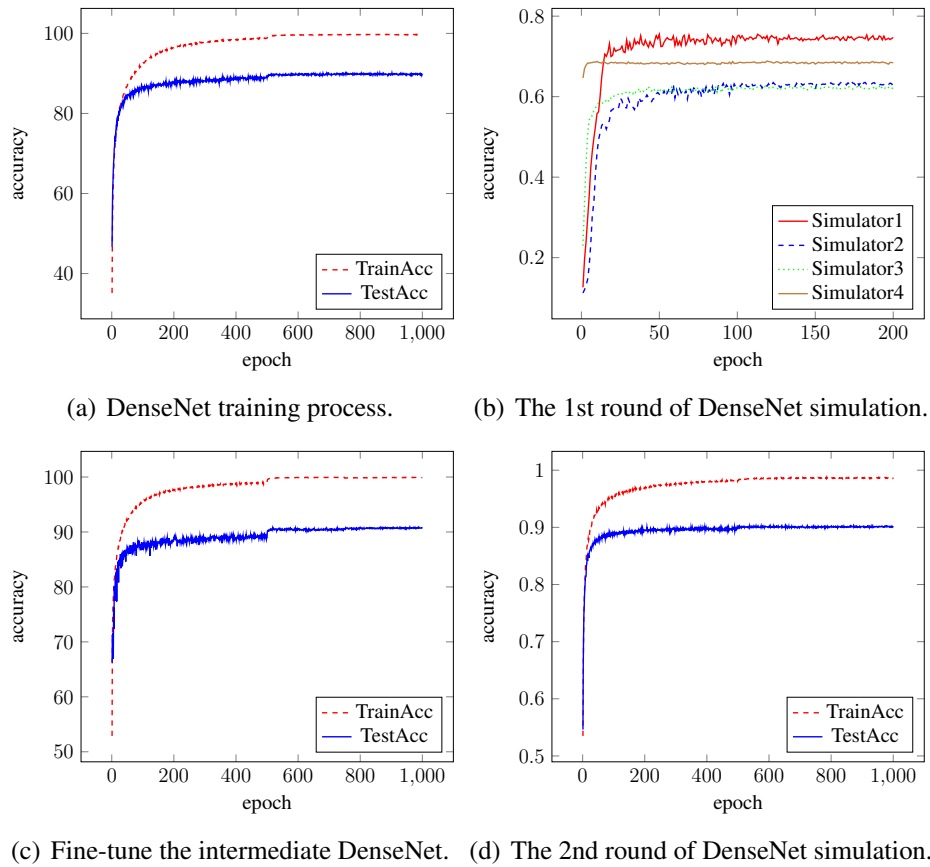 100
80
60
40
0
200
400
600
800
1,000
accuracy
epoch
TrainAcc
TestAcc
(a) DenseNet training process.
0.8
0.6
0.4
0.2
0
50
100
150
200
accuracy
epoch
Simulator1
Simulator2
Simulator3
Simulator4
(b) The 1st round of DenseNet simulation.
100
90
80
70
60
50
0
200
400
600
800
1,000
accuracy
epoch
TrainAcc
TestAcc
(c) Fine-tune the intermediate DenseNet.
1
0.9
0.8
0.7
0.6
0.5
0
200
400
600
800
1,000
accuracy
epoch
TrainAcc
TestAcc
(d) The 2nd round of DenseNet simulation.